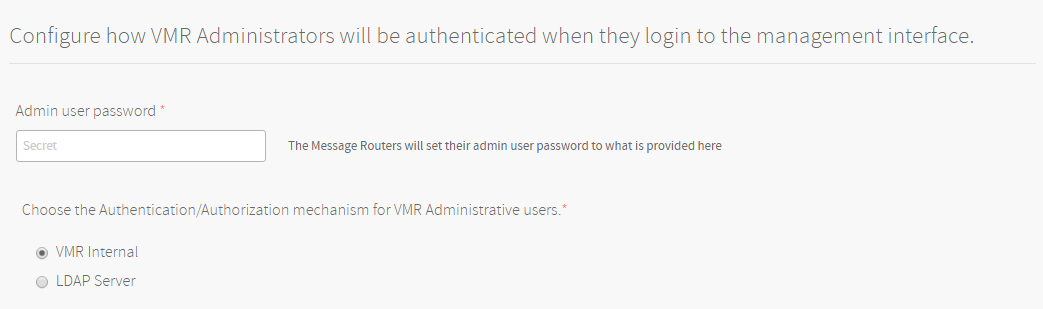 Configure how VMR Administrators will be authenticated when they login to the management interface.
Admin user password *
Secret
The Message Routers will set their admin user password to what is provided here
Choose the Authentication/Authorization mechanism for VMR Administrative users.*
VMR Internal
LDAP Server